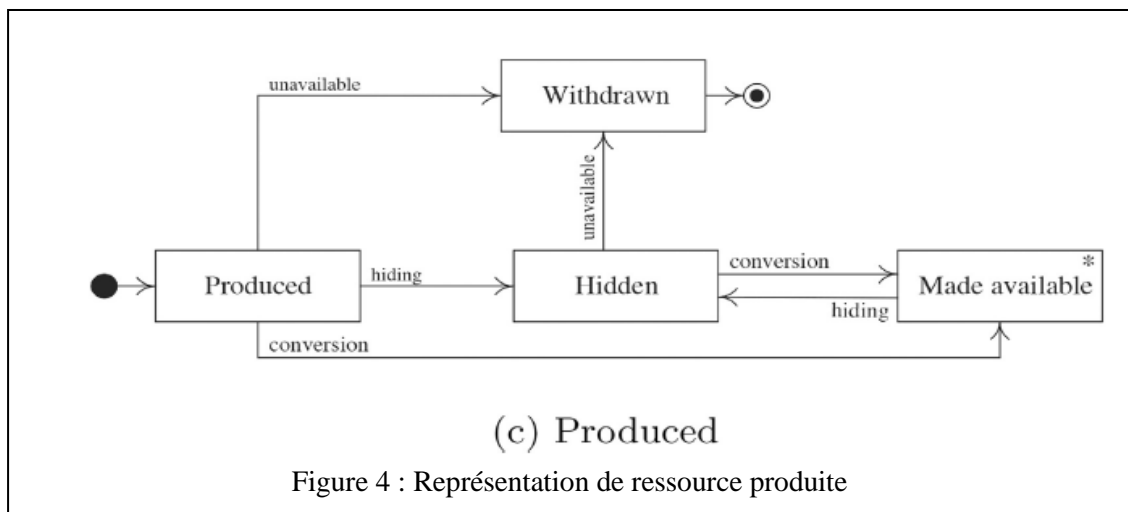 unavailable
Withdrawn
unavailable
Produced
hiding
Hidden
conversion
hiding
Made available
*
conversion
(c) Produced
Figure 4 : Représentation de ressource produite